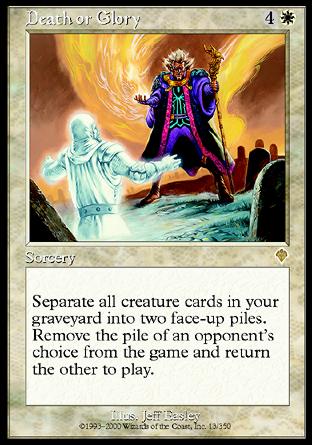 Death or Glory 4
Sorcery
Separate all creature cards in your
graveyard into two face-up piles.
Remove the pile of an opponent's
choice from the game and return
the other to play.
Illus. Jeff Easley
©1993–2000 Wizards of the Coast, Inc. 13/350